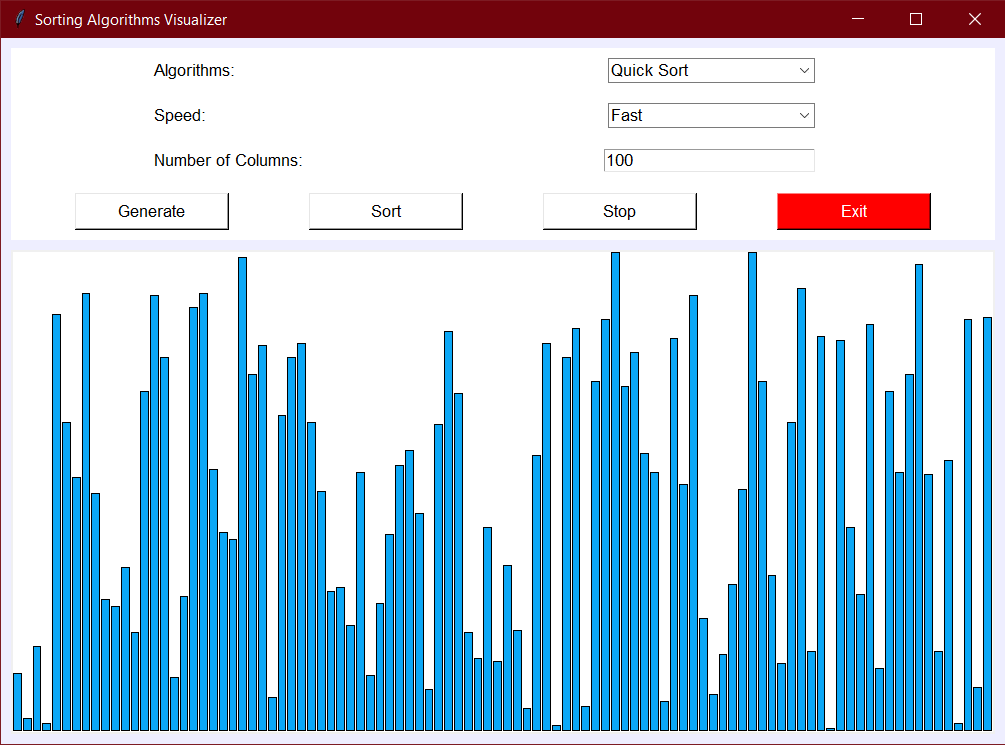 Sorting Algorithms Visualizer
Algorithms: Quick Sort
Speed: Fast
Number of Columns: 100
Generate Sort Stop Exit